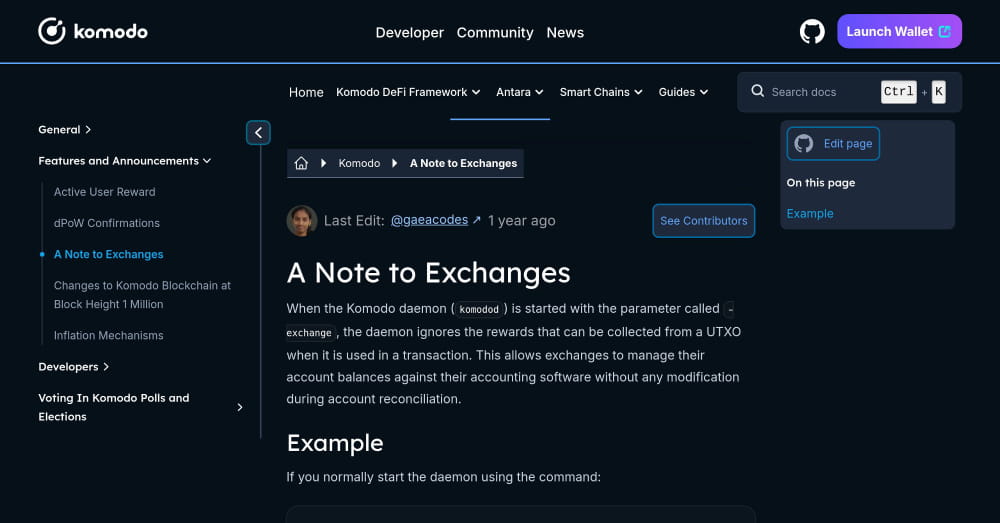 komodo
Developer Community News
Launch Wallet
Home Komodo DeFi Framework Antara Smart Chains Guides
Search docs Ctrl + K
General
Features and Announcements
Active User Reward
dPoW Confirmations
A Note to Exchanges
Changes to Komodo Blockchain at
Block Height 1 Million
Inflation Mechanisms
Developers
Voting In Komodo Polls and
Elections
Komodo A Note to Exchanges
Last Edit: @gaeacodes ↗ 1 year ago
See Contributors
A Note to Exchanges
When the Komodo daemon (komodod) is started with the parameter called -
exchange, the daemon ignores the rewards that can be collected from a UTXO
when it is used in a transaction. This allows exchanges to manage their
account balances against their accounting software without any modification
during account reconciliation.
Example
If you normally start the daemon using the command:
Edit page
On this page
Example